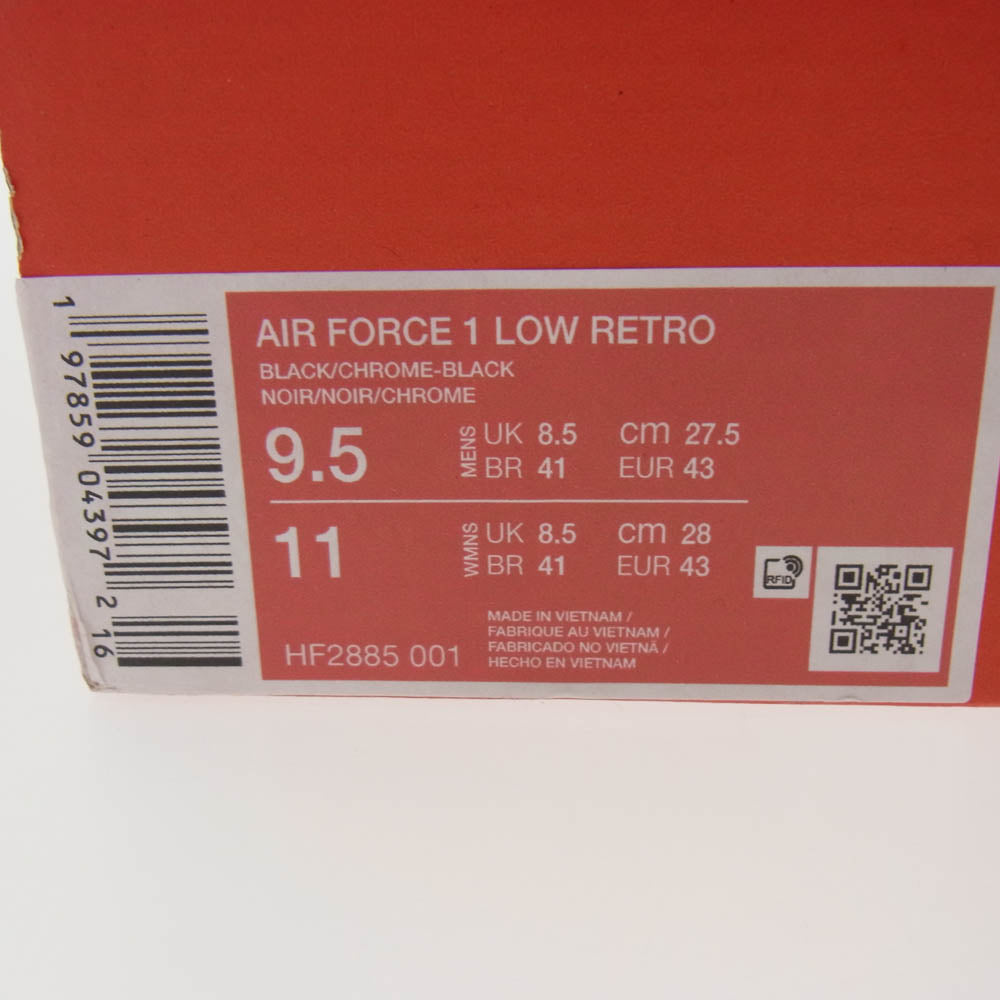 AIR FORCE 1 LOW RETRO
BLACK/CHROME-BLACK
NOIR/NOIR/CHROME
9.5 MENS UK 8.5 cm 27.5
BR 41 EUR 43
11 WMNS UK 8.5 cm 28
BR 41 EUR 43
HF2885 001
MADE IN VIETNAM /
FABRIQUE AU VIETNAM /
FABRICADO NO VIETNÃ /
HECHO EN VIETNAM
RFID
1 97859 04397 2 16